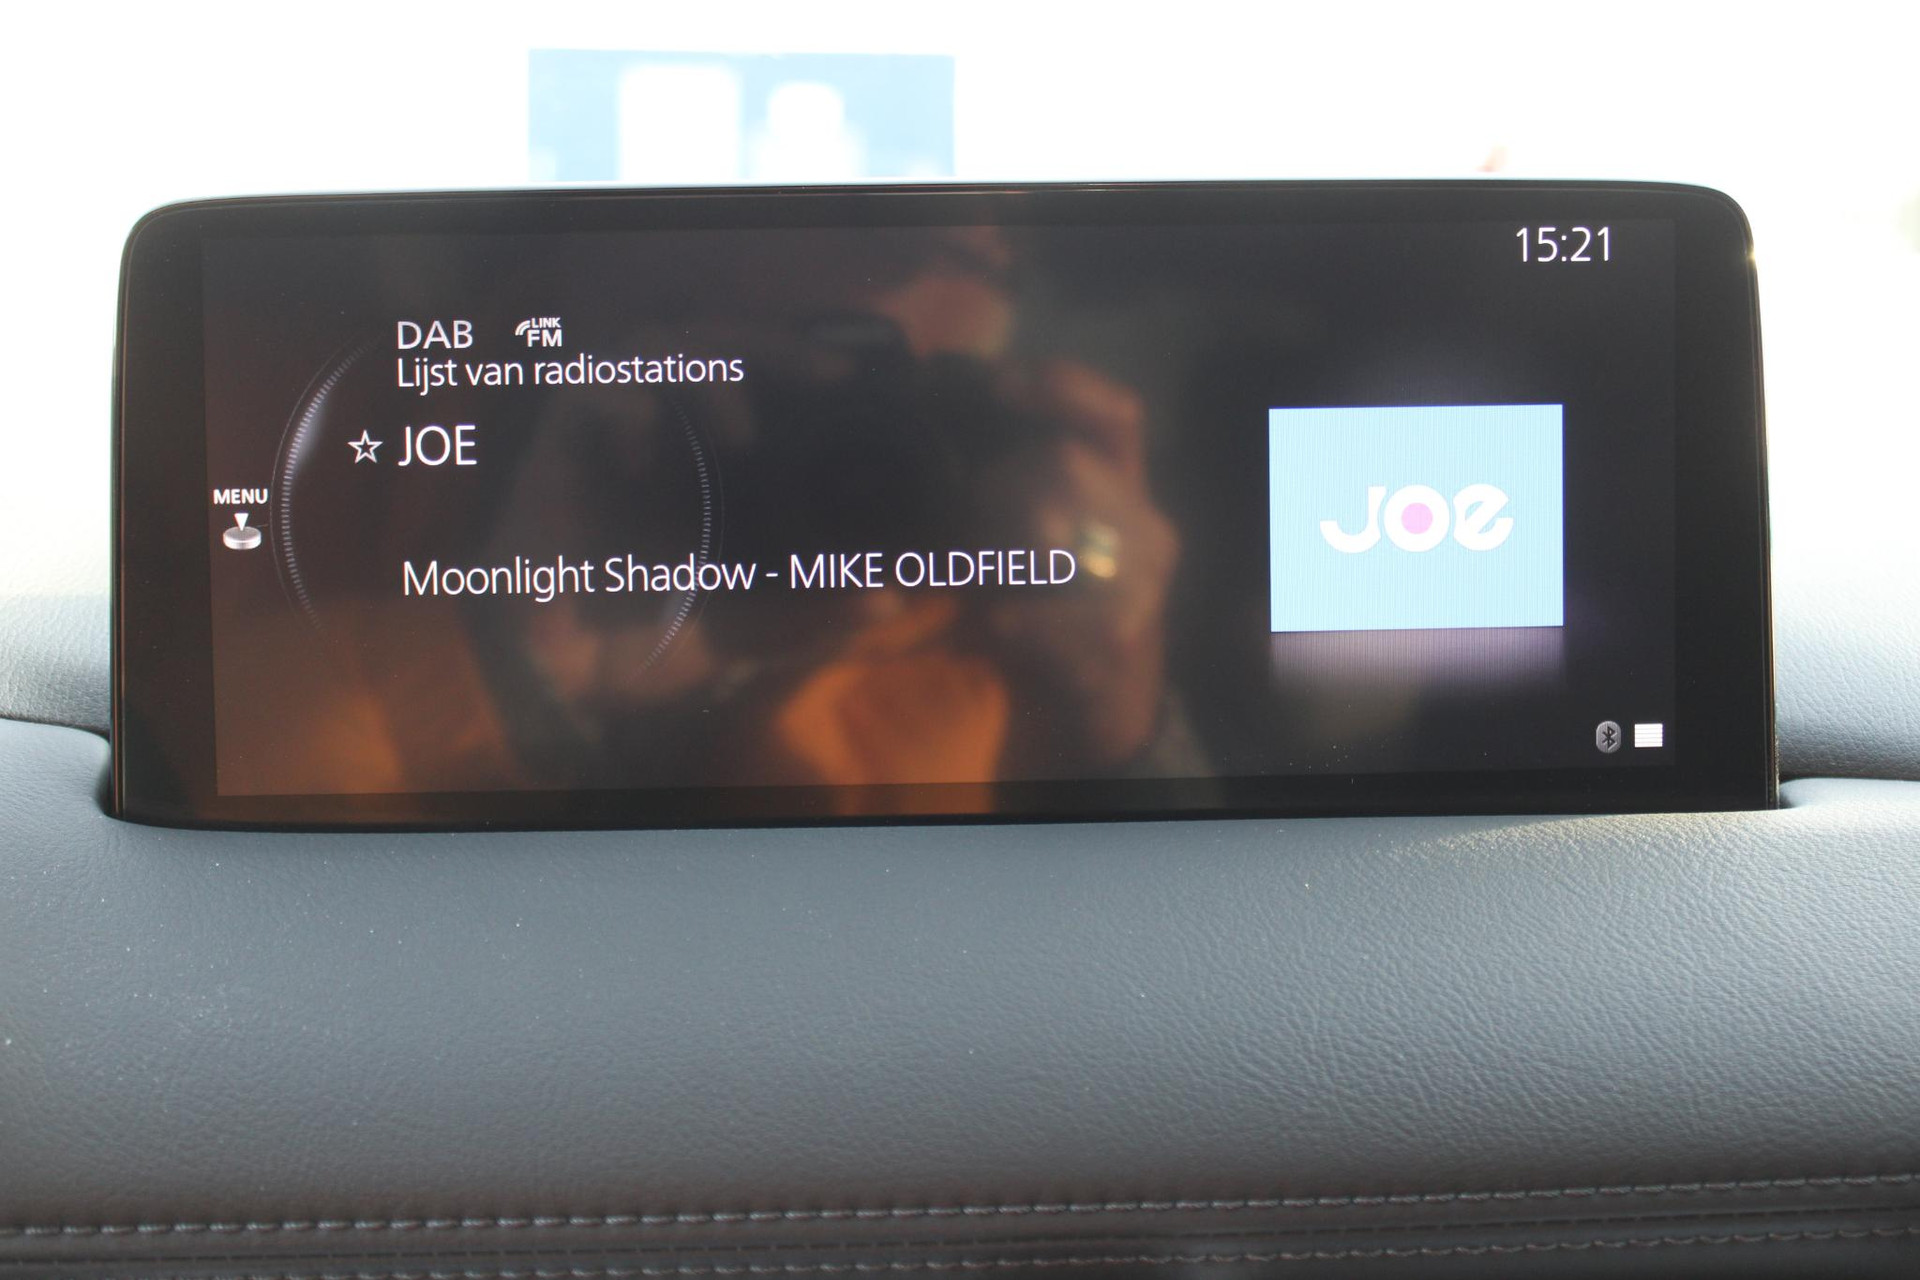 15:21
DAB LINK FM
Lijst van radiostations
☆ JOE
MENU
Moonlight Shadow - MIKE OLDFIELD
JOe